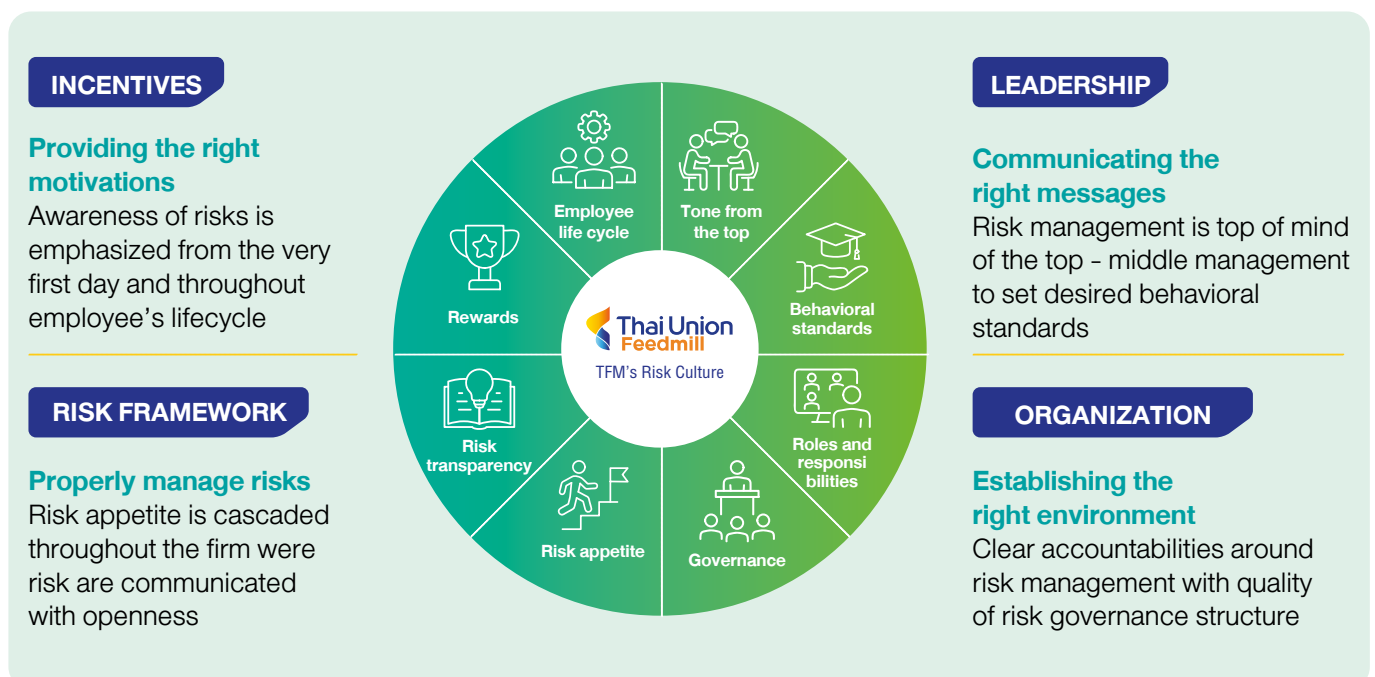 INCENTIVES
Providing the right
motivations
Awareness of risks is
emphasized from the very
first day and throughout
employee's lifecycle
RISK FRAMEWORK
Properly manage risks
Risk appetite is cascaded
throughout the firm were
risk are communicated
with openness
Employee
life cycle
Tone from
the top
Rewards
Behavioral
standards
Thai Union
Feedmill
TFM's Risk Culture
Risk
transparency
Roles and
responsi
bilities
Risk appetite
Governance
LEADERSHIP
Communicating the
right messages
Risk management is top of mind
of the top - middle management
to set desired behavioral
standards
ORGANIZATION
Establishing the
right environment
Clear accountabilities around
risk management with quality
of risk governance structure